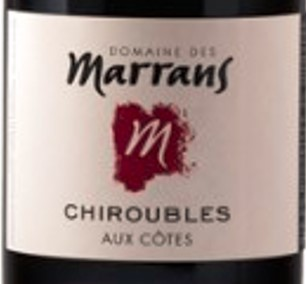 DOMAINE DES
Marrans
M
CHIROUBLES
AUX CÔTES